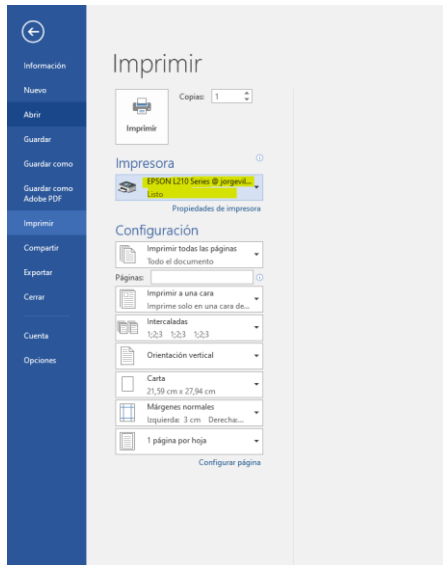 Información
Nuevo
Abrir
Guardar
Guardar como
Guardar como
Adobe PDF
Imprimir
Compartir
Exportar
Cerrar
Cuenta
Opciones
Imprimir
Copias: 1
Imprimir
Impresora
EPSON L210 Series @ jorgevil...
Listo
Propiedades de impresora
Configuración
Imprimir todas las páginas
Todo el documento
Páginas:
Imprimir a una cara
Imprime solo en una cara de...
Intercaladas
1;2;3 1;2;3 1;2;3
Orientación vertical
Carta
21,59 cm x 27,94 cm
Márgenes normales
Izquierda: 3 cm Derecha:...
1 página por hoja
Configurar página